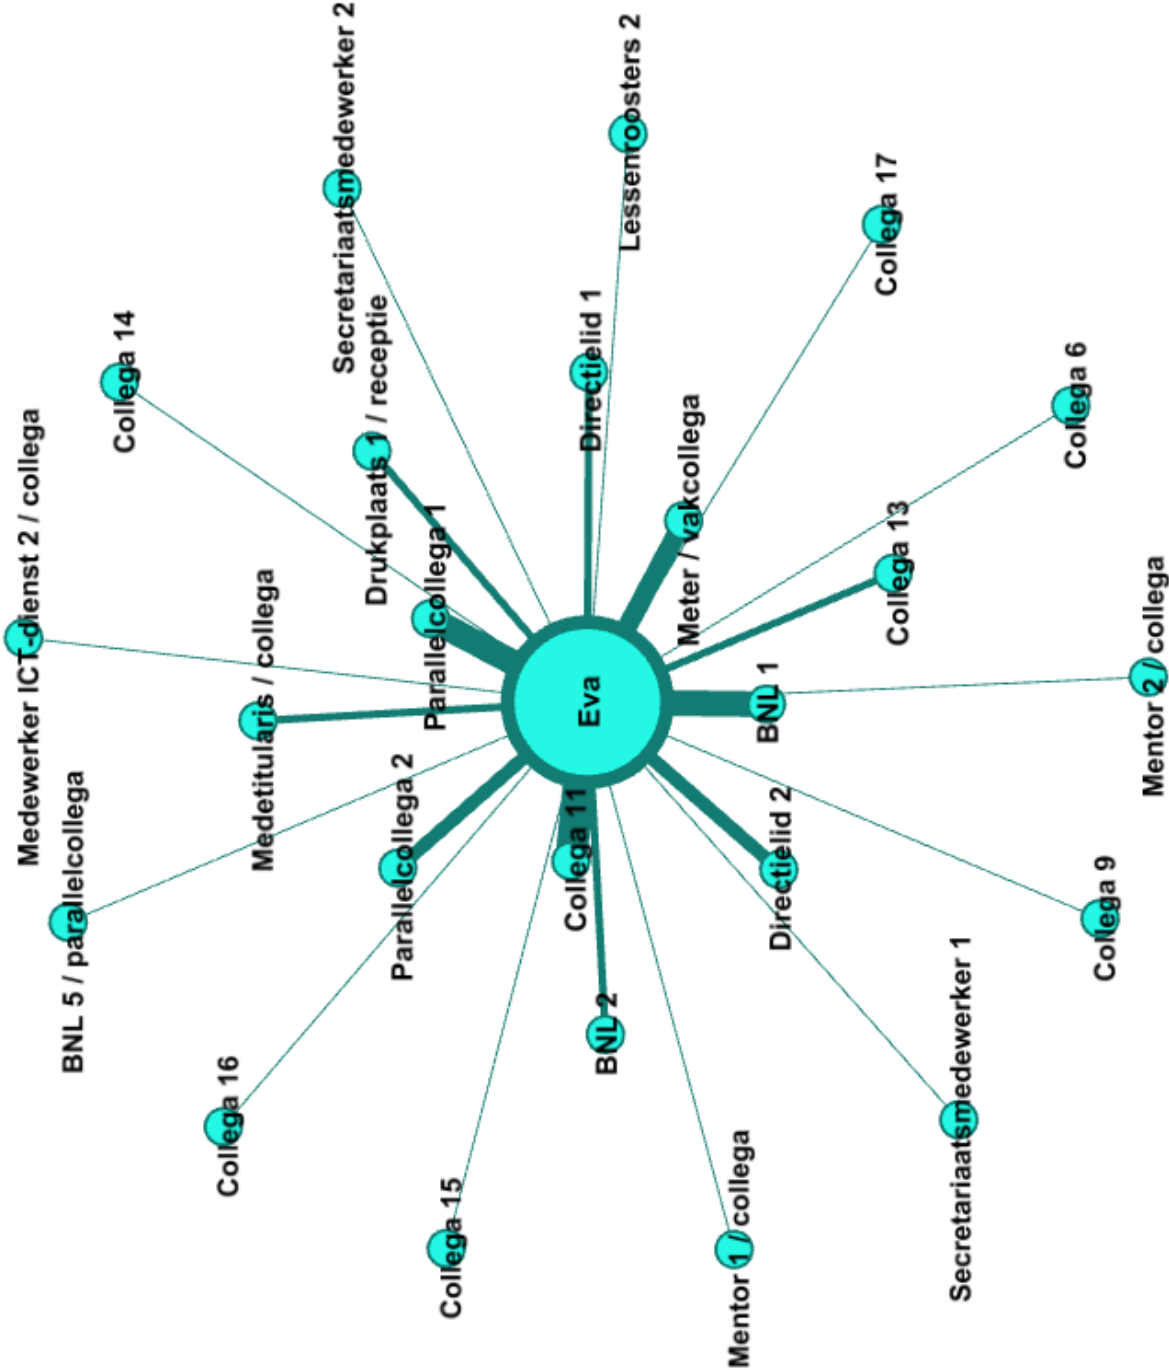 Secretariaatsmedewerker 2
Lessenroosters 2
Collega 17
Collega 14
Drukplaats 1 / receptie
Directielid 1
Collega 6
Medewerker ICT-dienst 2 / collega
Parallelcollega 1
Meter / vakcollega
Collega 13
Medetitularis / collega
Eva
BNL 1
Mentor 2 / collega
BNL 5 / parallelcollega
Parallelcollega 2
Collega 11
Directielid 2
Collega 9
BNL 2
Collega 16
Secretariaatsmedewerker 1
Collega 15
Mentor 1 / collega